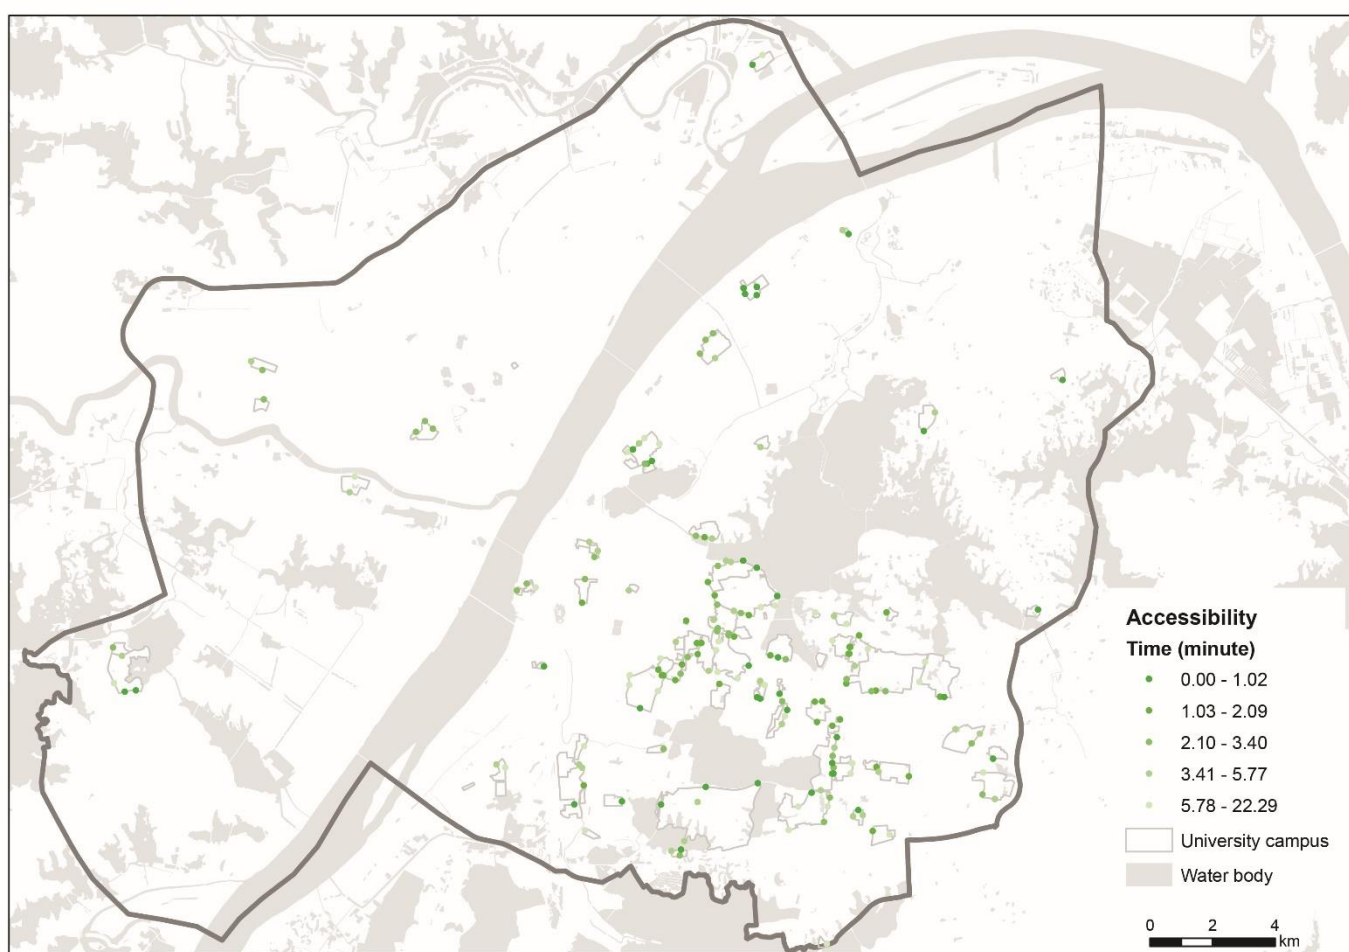 Accessibility
Time (minute)
0.00 - 1.02
1.03 - 2.09
2.10 - 3.40
3.41 - 5.77
5.78 - 22.29
University campus
Water body
0 2 4
km